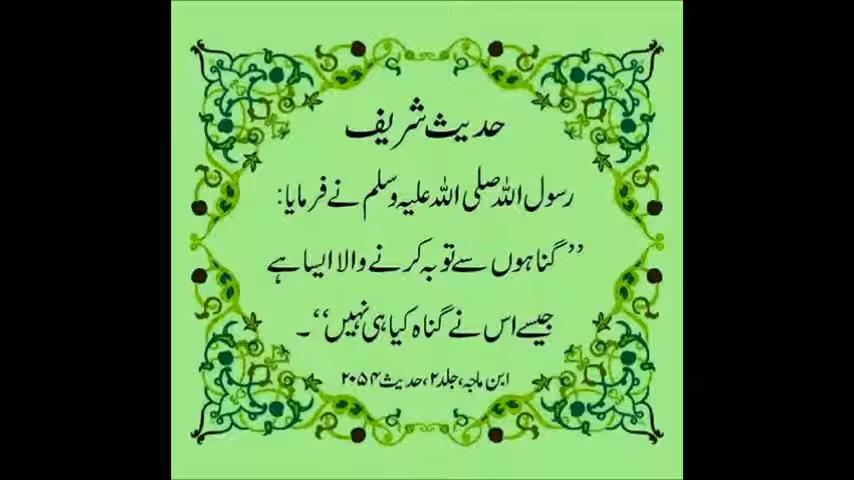 حدیث شریف
رسول اللہ صلی اللہ علیہ وسلم نے فرمایا:
”گناہوں سے توبہ کرنے والا ایسا ہے
جیسے اس نے گناہ کیا ہی نہیں“۔
ابن ماجہ، جلد ۲، حدیث ۲۰۵۴